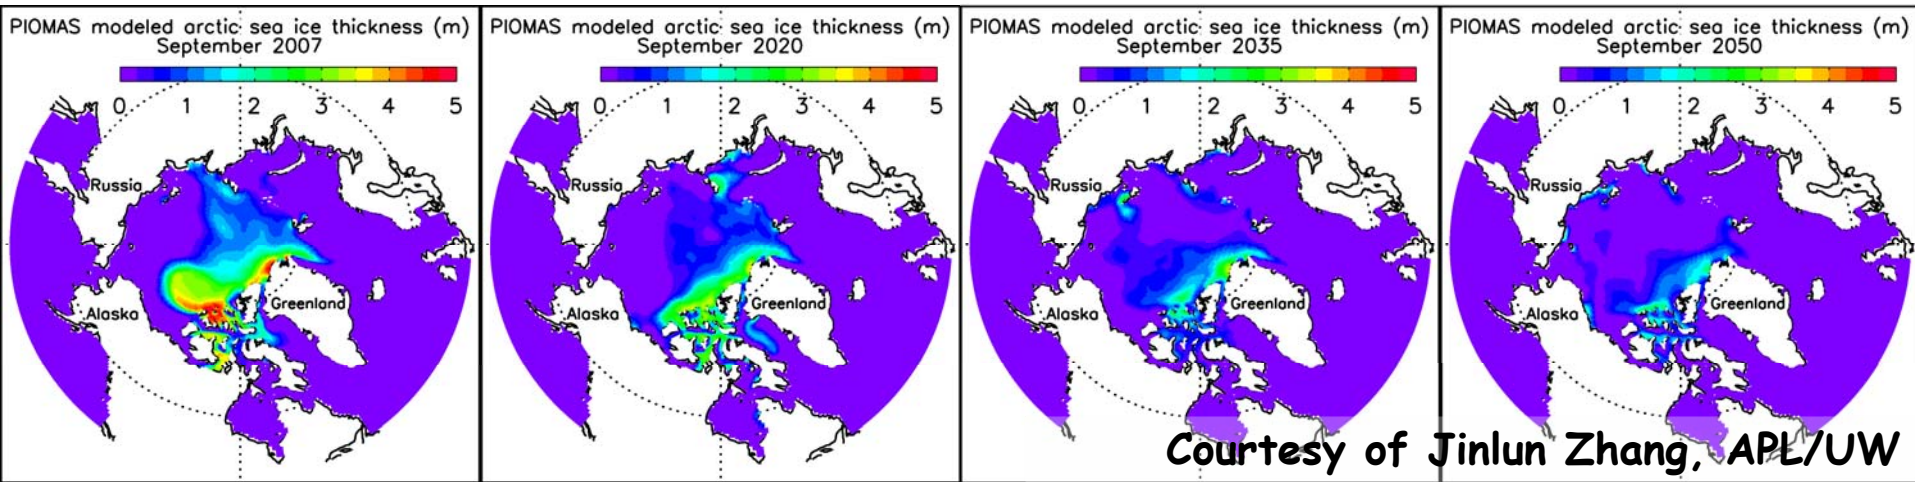 PIOMAS modeled arctic sea ice thickness (m)
September 2007
0 1 2 3 4 5
Russia
Alaska
Greenland
PIOMAS modeled arctic sea ice thickness (m)
September 2020
0 1 2 3 4 5
Russia
Alaska
Greenland
PIOMAS modeled arctic sea ice thickness (m)
September 2035
0 1 2 3 4 5
Russia
Alaska
Greenland
PIOMAS modeled arctic sea ice thickness (m)
September 2050
0 1 2 3 4 5
Russia
Alaska
Greenland
Courtesy of Jinlun Zhang, APL/UW